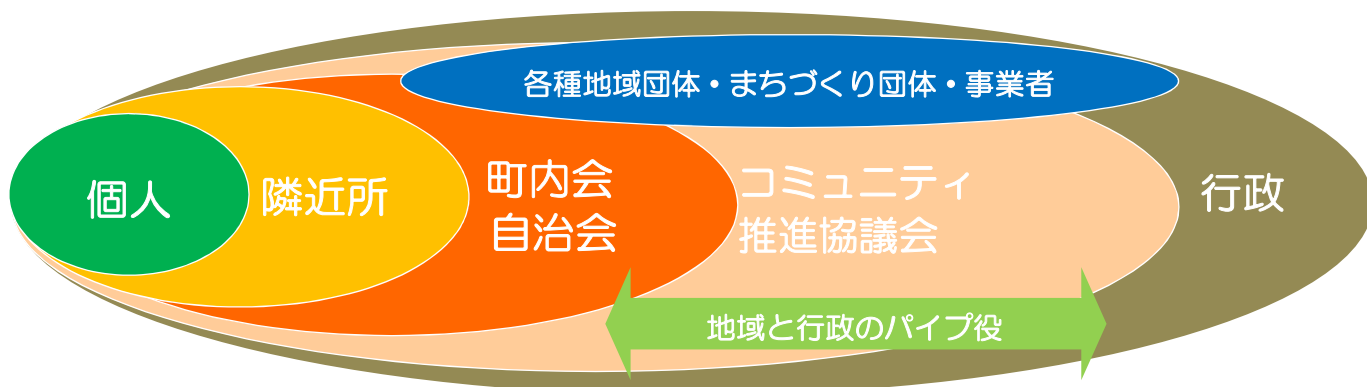 各種地域団体・まちづくり団体・事業者
個人
隣近所
町内会
自治会
コミュニティ
推進協議会
行政
地域と行政のパイプ役